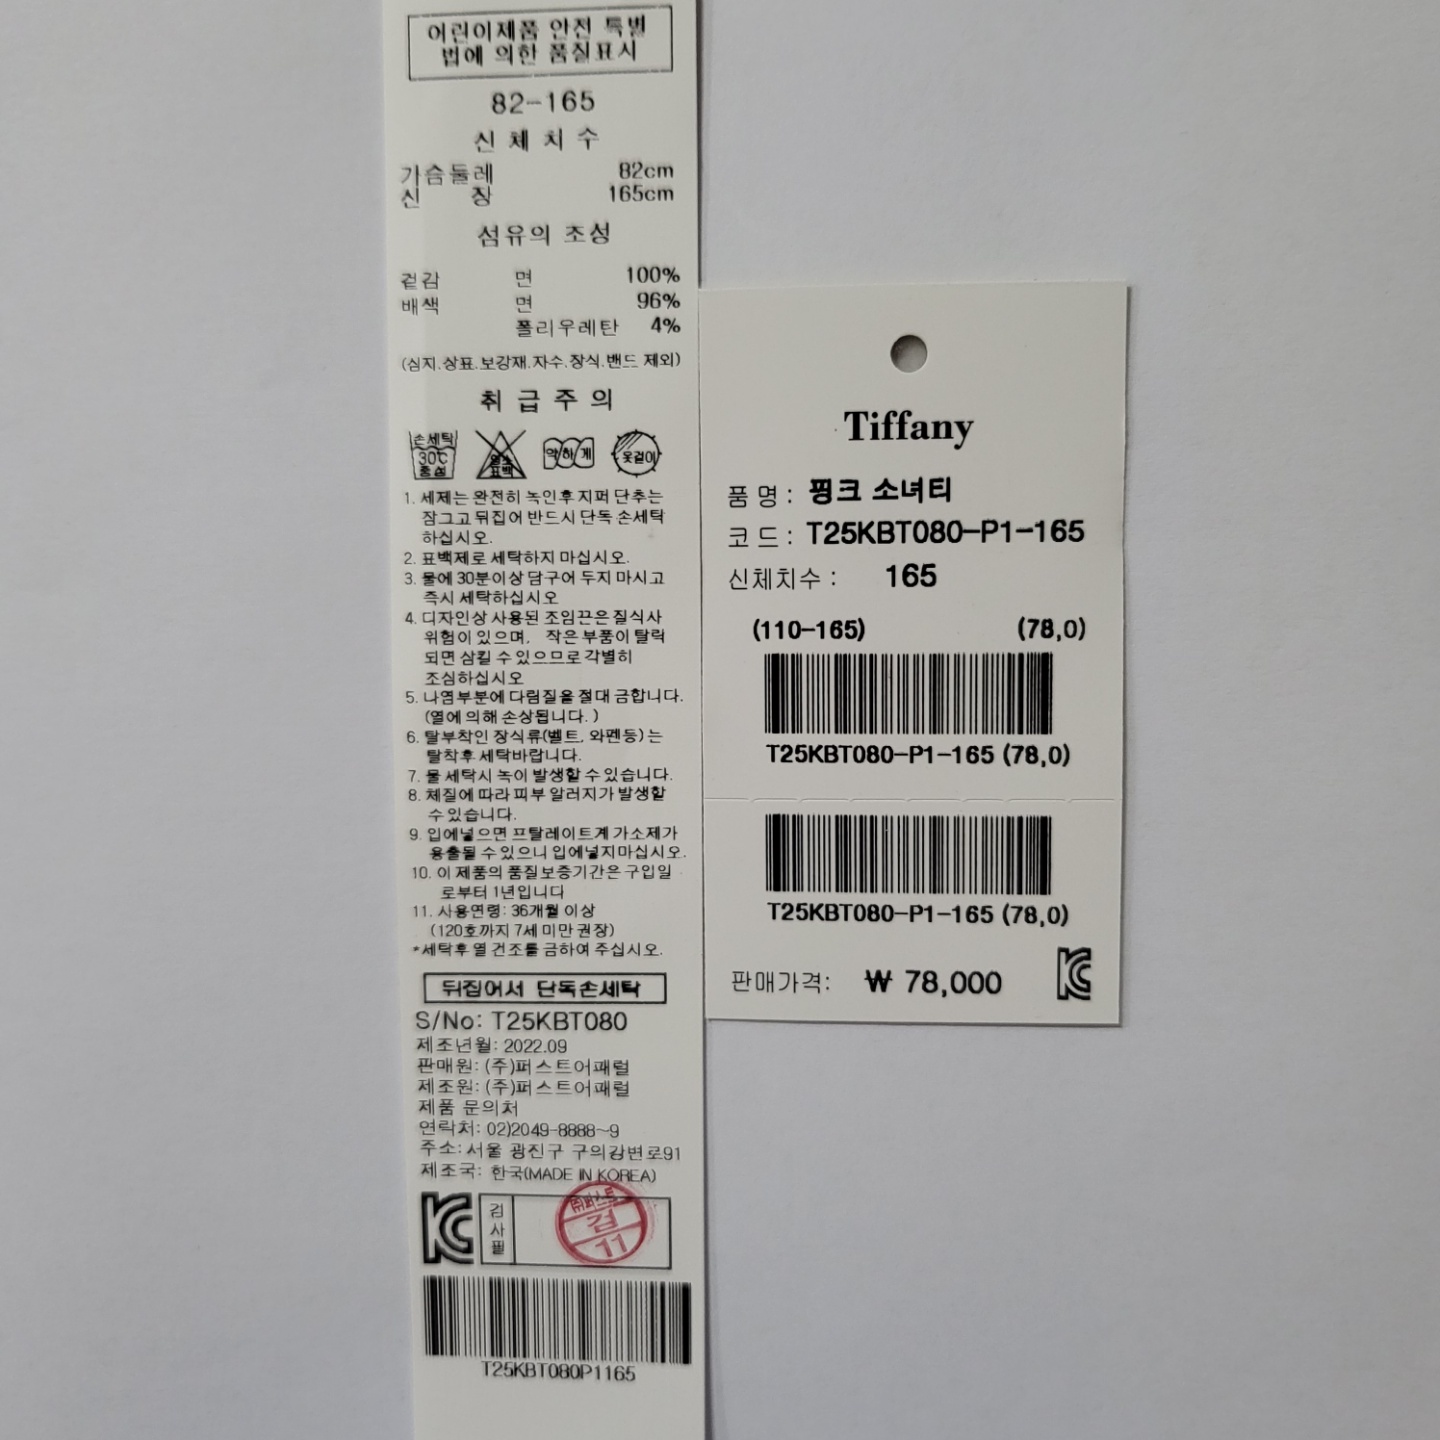 어린이제품 안전 특별
법에 의한 품질표시
82-165
신 체 치 수
가슴둘레 82cm
신 장 165cm
섬유의 조성
겉감 면 100%
배색 면 96%
폴리우레탄 4%
(심지.상표.보강재.자수.장식.밴드 제외)
취 급 주 의
손세탁
30℃
중성
염소
표백
약하게
옷걸이
1. 세제는 완전히 녹인후 지퍼 단추는
잠그고 뒤집어 반드시 단독 손세탁
하십시오.
2. 표백제로 세탁하지 마십시오.
3. 물에 30분이상 담구어 두지 마시고
즉시 세탁하십시오
4. 디자인상 사용된 조임끈은 질식사
위험이 있으며, 작은 부품이 탈락
되면 삼킬 수 있으므로 각별히
조심하십시오
5. 나염부분에 다림질을 절대 금합니다.
(열에 의해 손상됩니다.)
6. 탈부착인 장식류(벨트, 와펜등)는
탈착후 세탁바랍니다.
7. 물 세탁시 녹이 발생할 수 있습니다.
8. 체질에 따라 피부 알러지가 발생할
수 있습니다.
9. 입에넣으면 프탈레이트계 가소제가
용출될 수 있으니 입에넣지마십시오.
10. 이 제품의 품질보증기간은 구입일
로부터 1년입니다
11. 사용연령: 36개월 이상
(120호까지 7세 미만 권장)
*세탁후 열 건조를 금하여 주십시오.
뒤집어서 단독손세탁
S/No: T25KBT080
제조년월: 2022.09
판매원: (주)퍼스트어패럴
제조원: (주)퍼스트어패럴
제품 문의처
연락처: 02)2049-8888~9
주소: 서울 광진구 구의강변로91
제조국: 한국(MADE IN KOREA)
KC
검사필
㈜퍼스트
검
11
T25KBT080P1165
Tiffany
품 명 : 핑크 소녀티
코 드 : T25KBT080-P1-165
신체치수 : 165
(110-165) (78,0)
T25KBT080-P1-165 (78,0)
T25KBT080-P1-165 (78,0)
판매가격: ₩ 78,000
KC